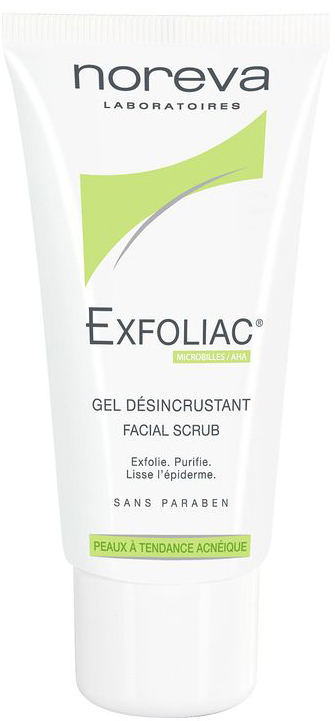 noreva
LABORATOIRES
EXFOLIAC®
MICROBILLES / AHA
GEL DÉSINCRUSTANT
FACIAL SCRUB
Exfolie. Purifie.
Lisse l'épiderme.
SANS PARABEN
PEAUX À TENDANCE ACNÉIQUE